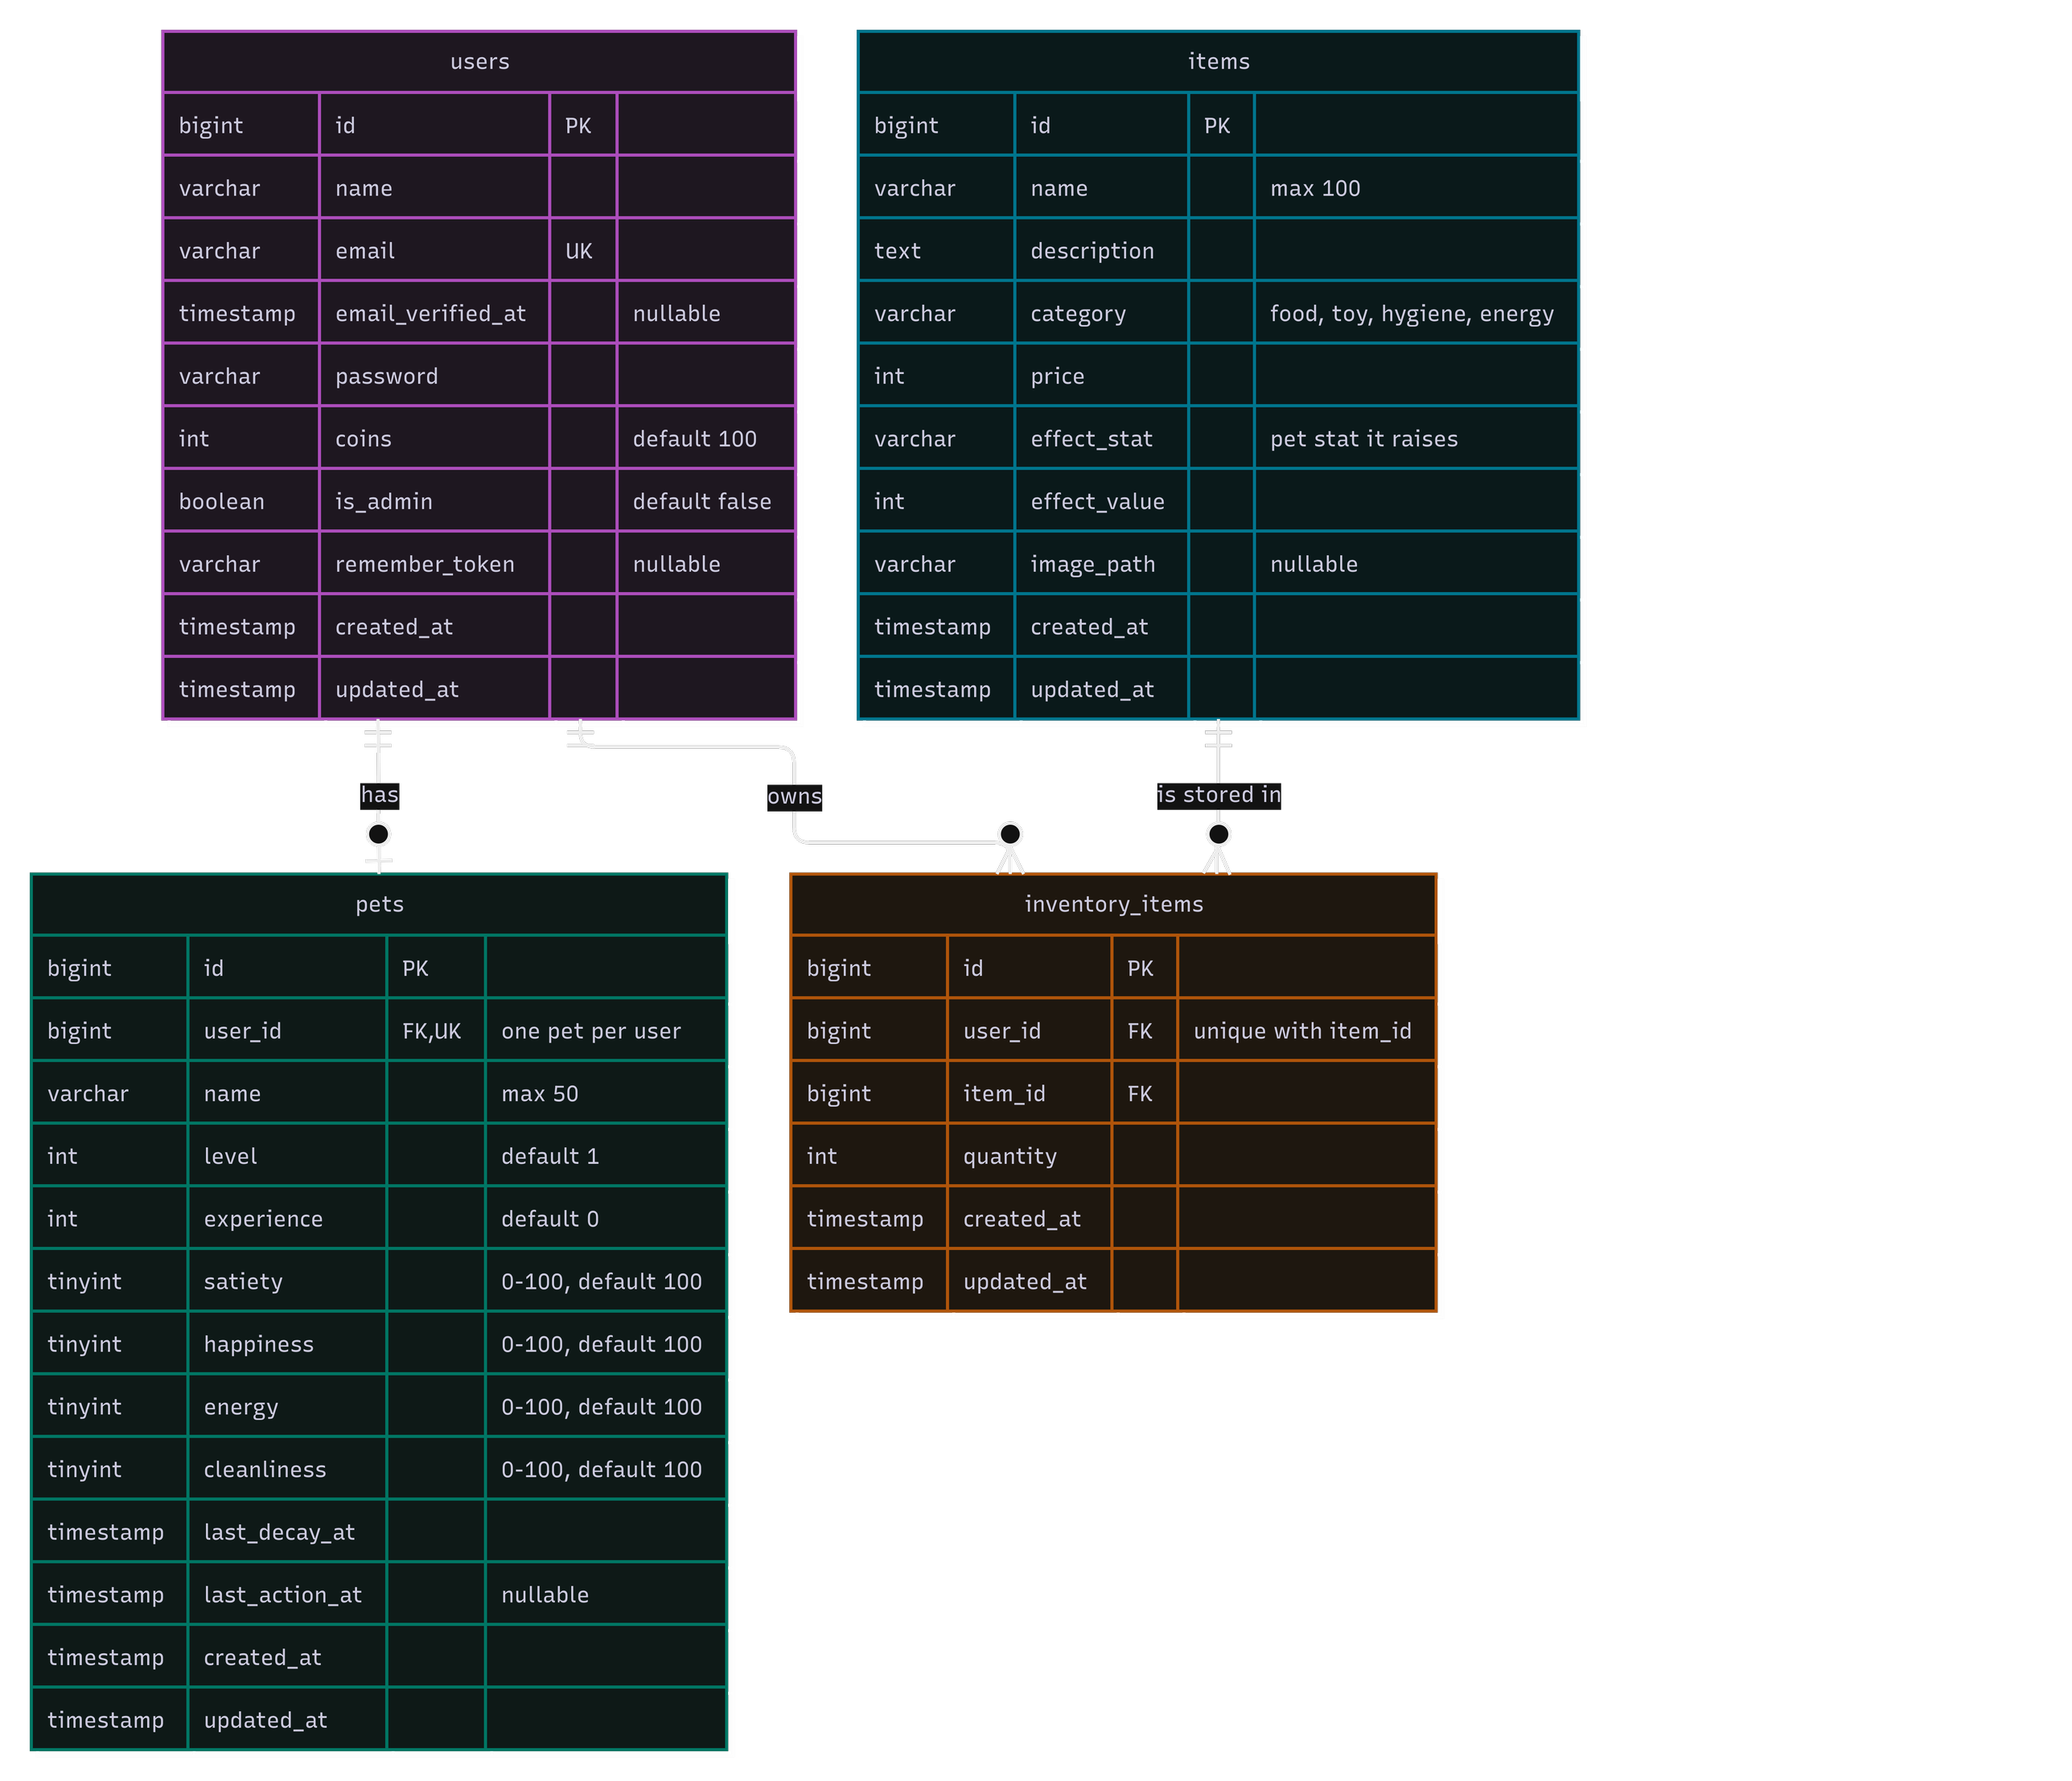 users
bigint id PK
varchar name
varchar email UK
timestamp email_verified_at nullable
varchar password
int coins default 100
boolean is_admin default false
varchar remember_token nullable
timestamp created_at
timestamp updated_at
items
bigint id PK
varchar name max 100
text description
varchar category food, toy, hygiene, energy
int price
varchar effect_stat pet stat it raises
int effect_value
varchar image_path nullable
timestamp created_at
timestamp updated_at
has
owns
is stored in
pets
bigint id PK
bigint user_id FK,UK one pet per user
varchar name max 50
int level default 1
int experience default 0
tinyint satiety 0-100, default 100
tinyint happiness 0-100, default 100
tinyint energy 0-100, default 100
tinyint cleanliness 0-100, default 100
timestamp last_decay_at
timestamp last_action_at nullable
timestamp created_at
timestamp updated_at
inventory_items
bigint id PK
bigint user_id FK unique with item_id
bigint item_id FK
int quantity
timestamp created_at
timestamp updated_at